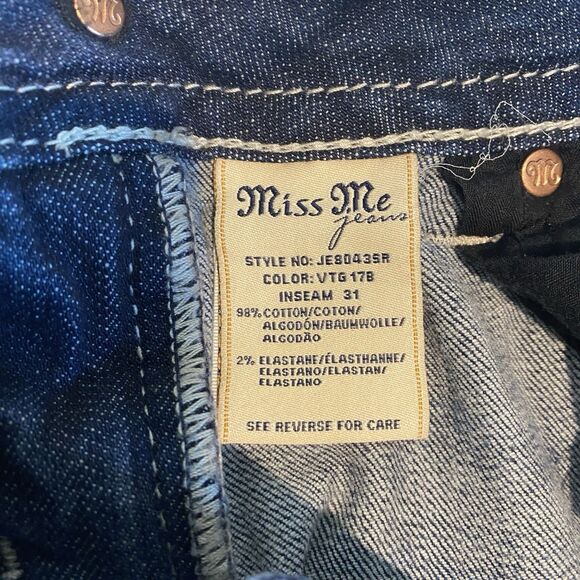 M
M
Miss Me
jeans
STYLE NO: JE8043SR
COLOR: VTG 17B
INSEAM 31
98% COTTON/COTON/
ALGODÓN/BAUMWOLLE/
ALGODÃO
2% ELASTANE/ÉLASTHANNE/
ELASTANO/ELASTAN/
ELASTANO
SEE REVERSE FOR CARE